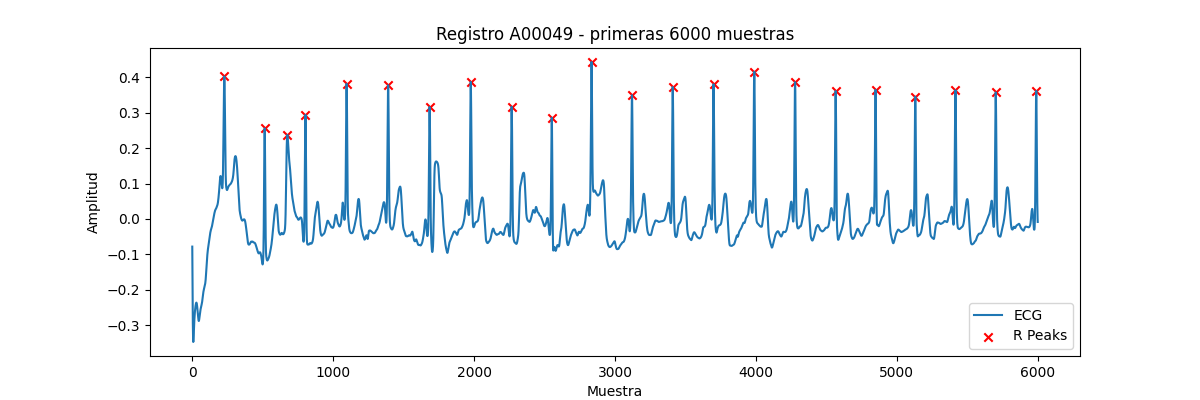 Registro A00049 - primeras 6000 muestras
Amplitud
0.4
0.3
0.2
0.1
0.0
−0.1
−0.2
−0.3
ECG
R Peaks
0 1000 2000 3000 4000 5000 6000
Muestra